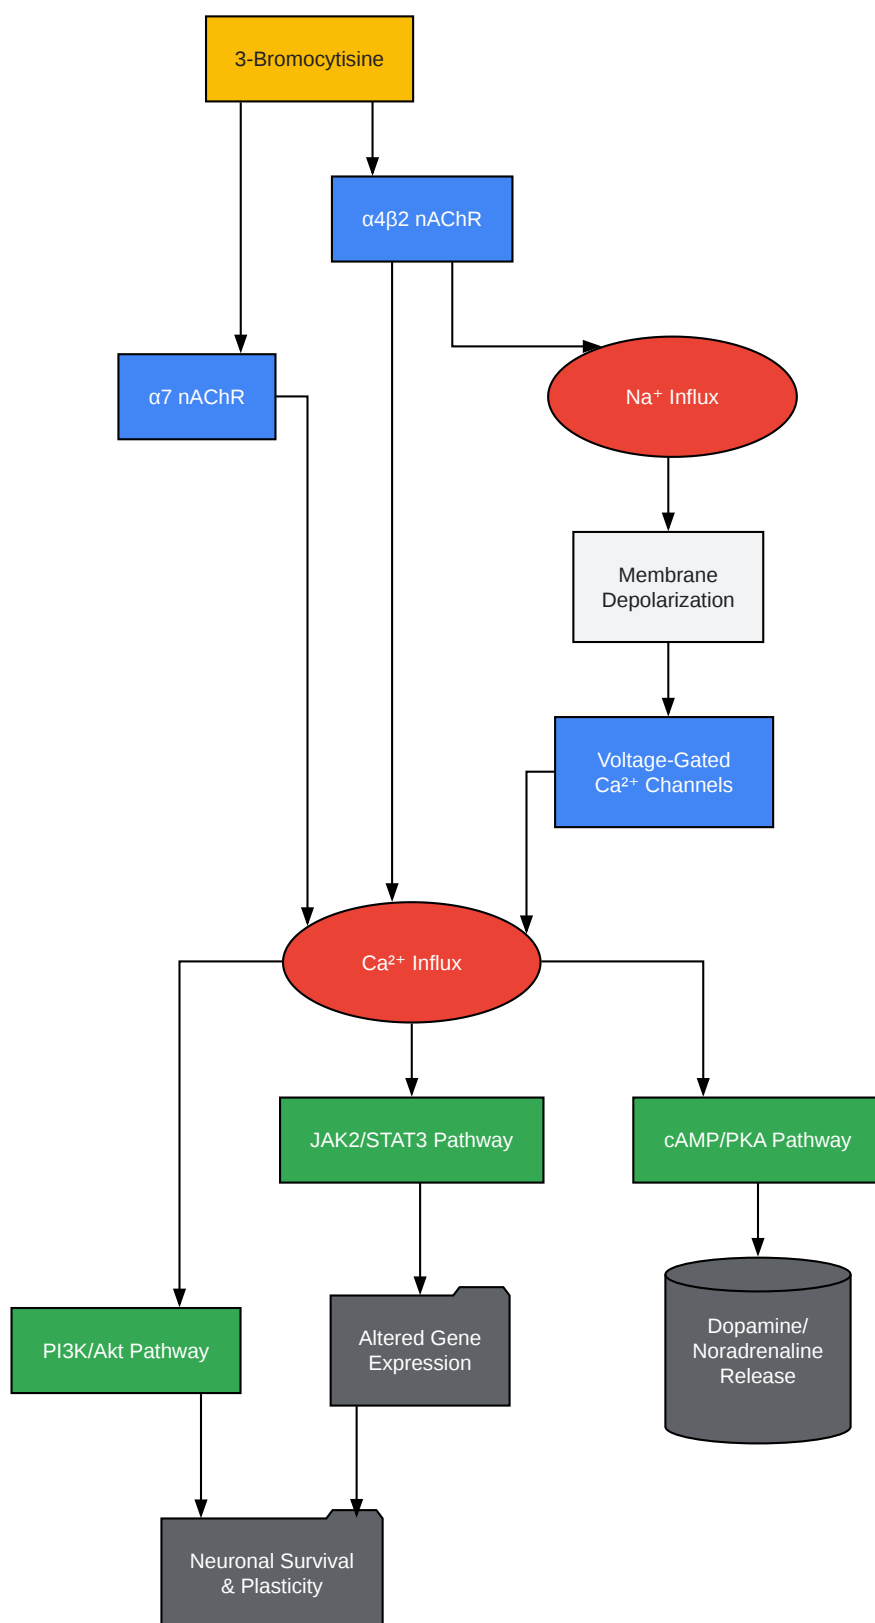 3-Bromocytisine
α4β2 nAChR
α7 nAChR
Na⁺ Influx
Membrane
Depolarization
Voltage-Gated
Ca²⁺ Channels
Ca²⁺ Influx
JAK2/STAT3 Pathway
cAMP/PKA Pathway
PI3K/Akt Pathway
Altered Gene
Expression
Dopamine/
Noradrenaline
Release
Neuronal Survival
& Plasticity